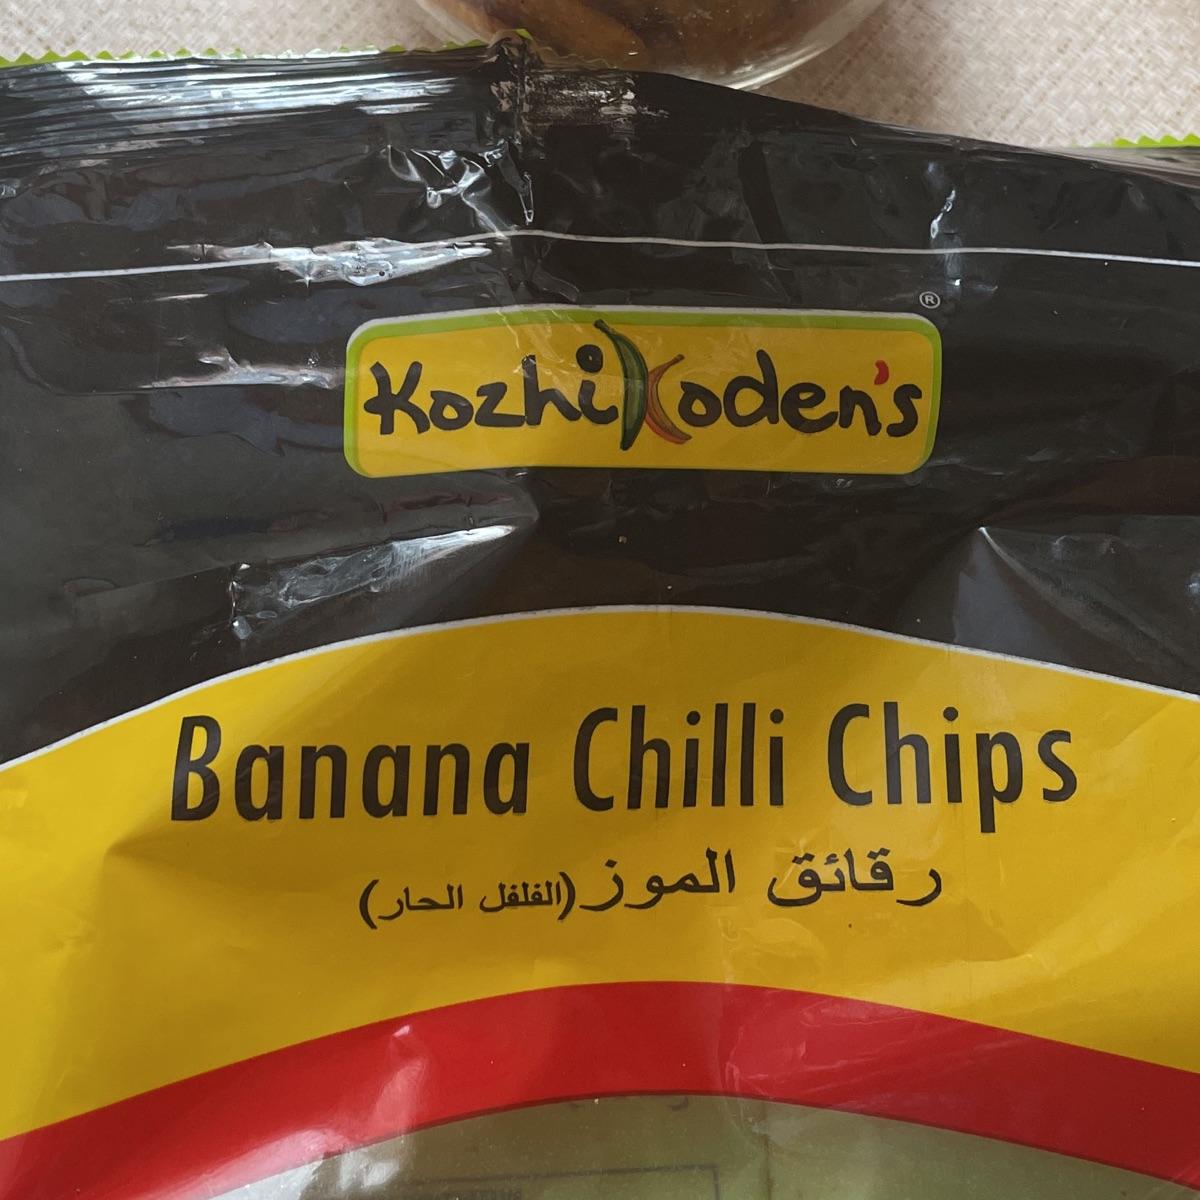 KozhiKoden's ®
Banana Chilli Chips
رقائق الموز (الفلفل الحار)